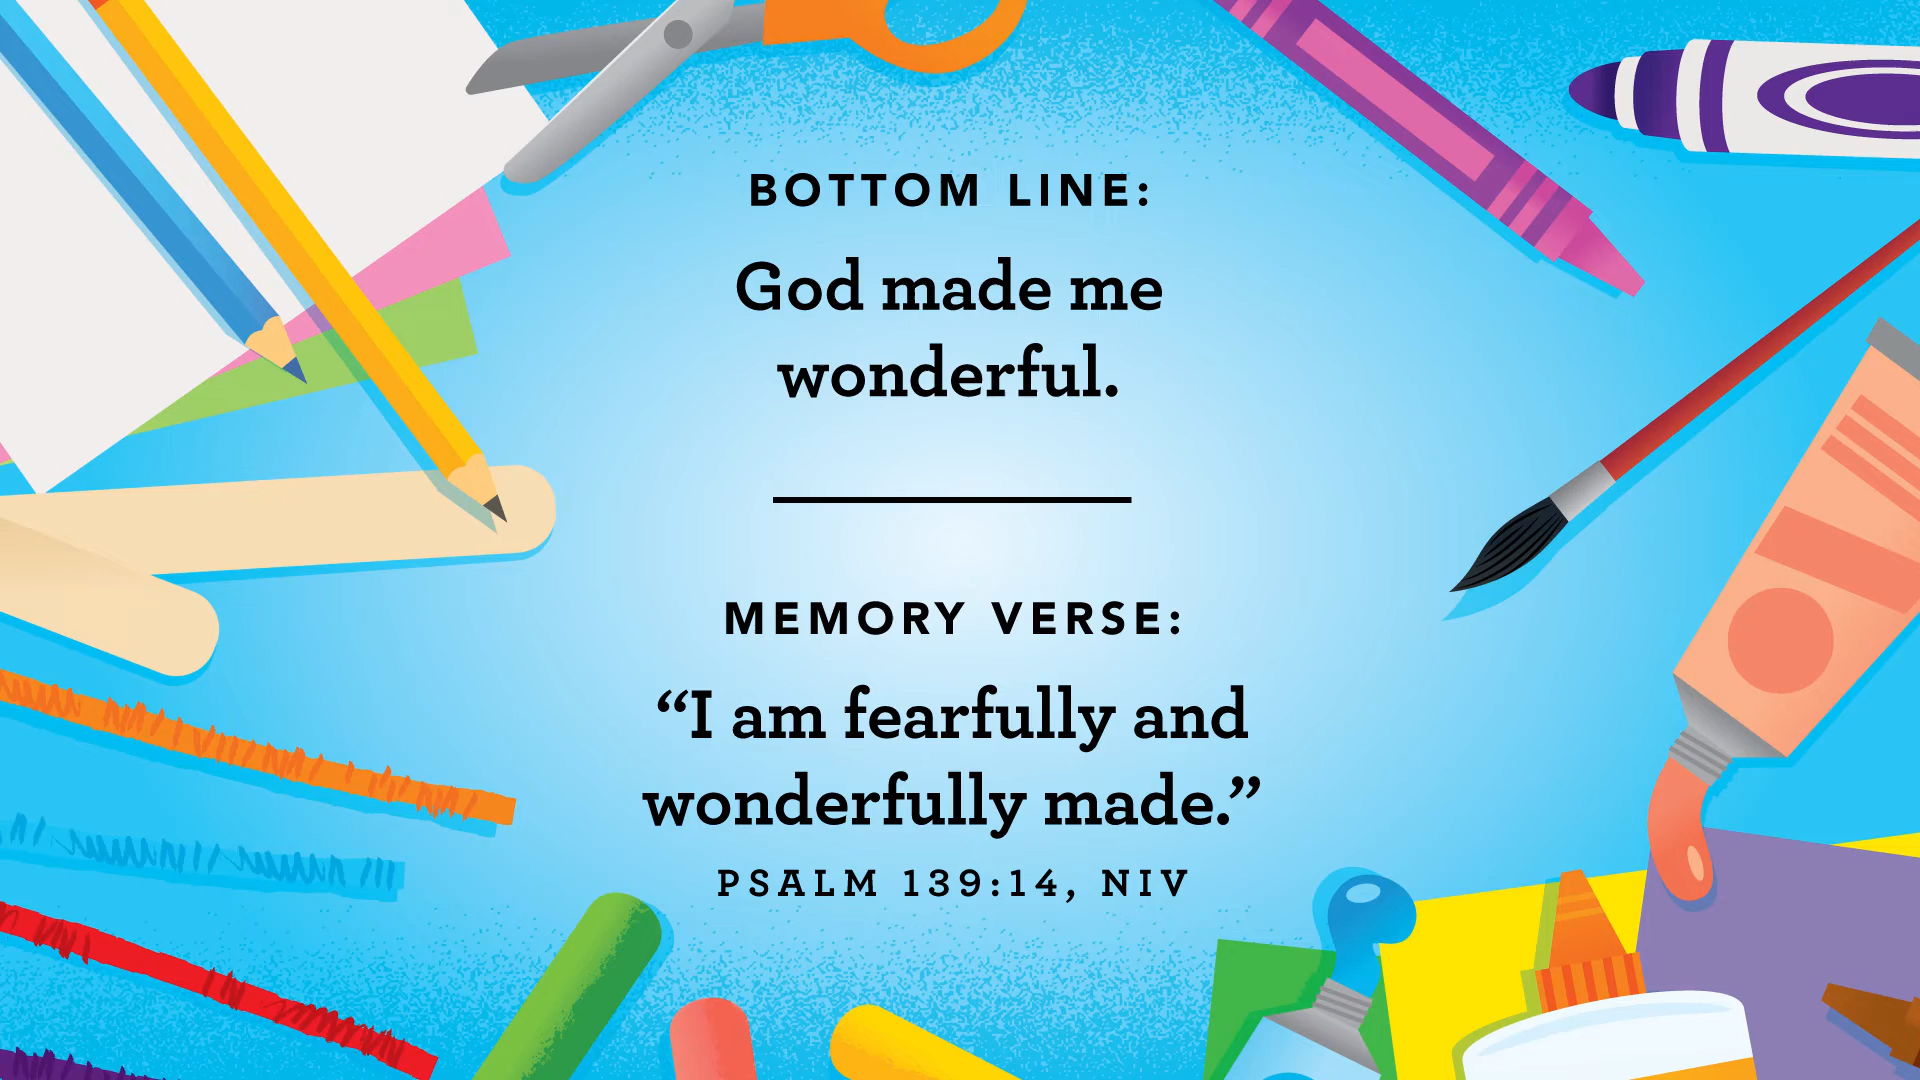 BOTTOM LINE:
God made me
wonderful.
MEMORY VERSE:
“I am fearfully and
wonderfully made.”
PSALM 139:14, NIV